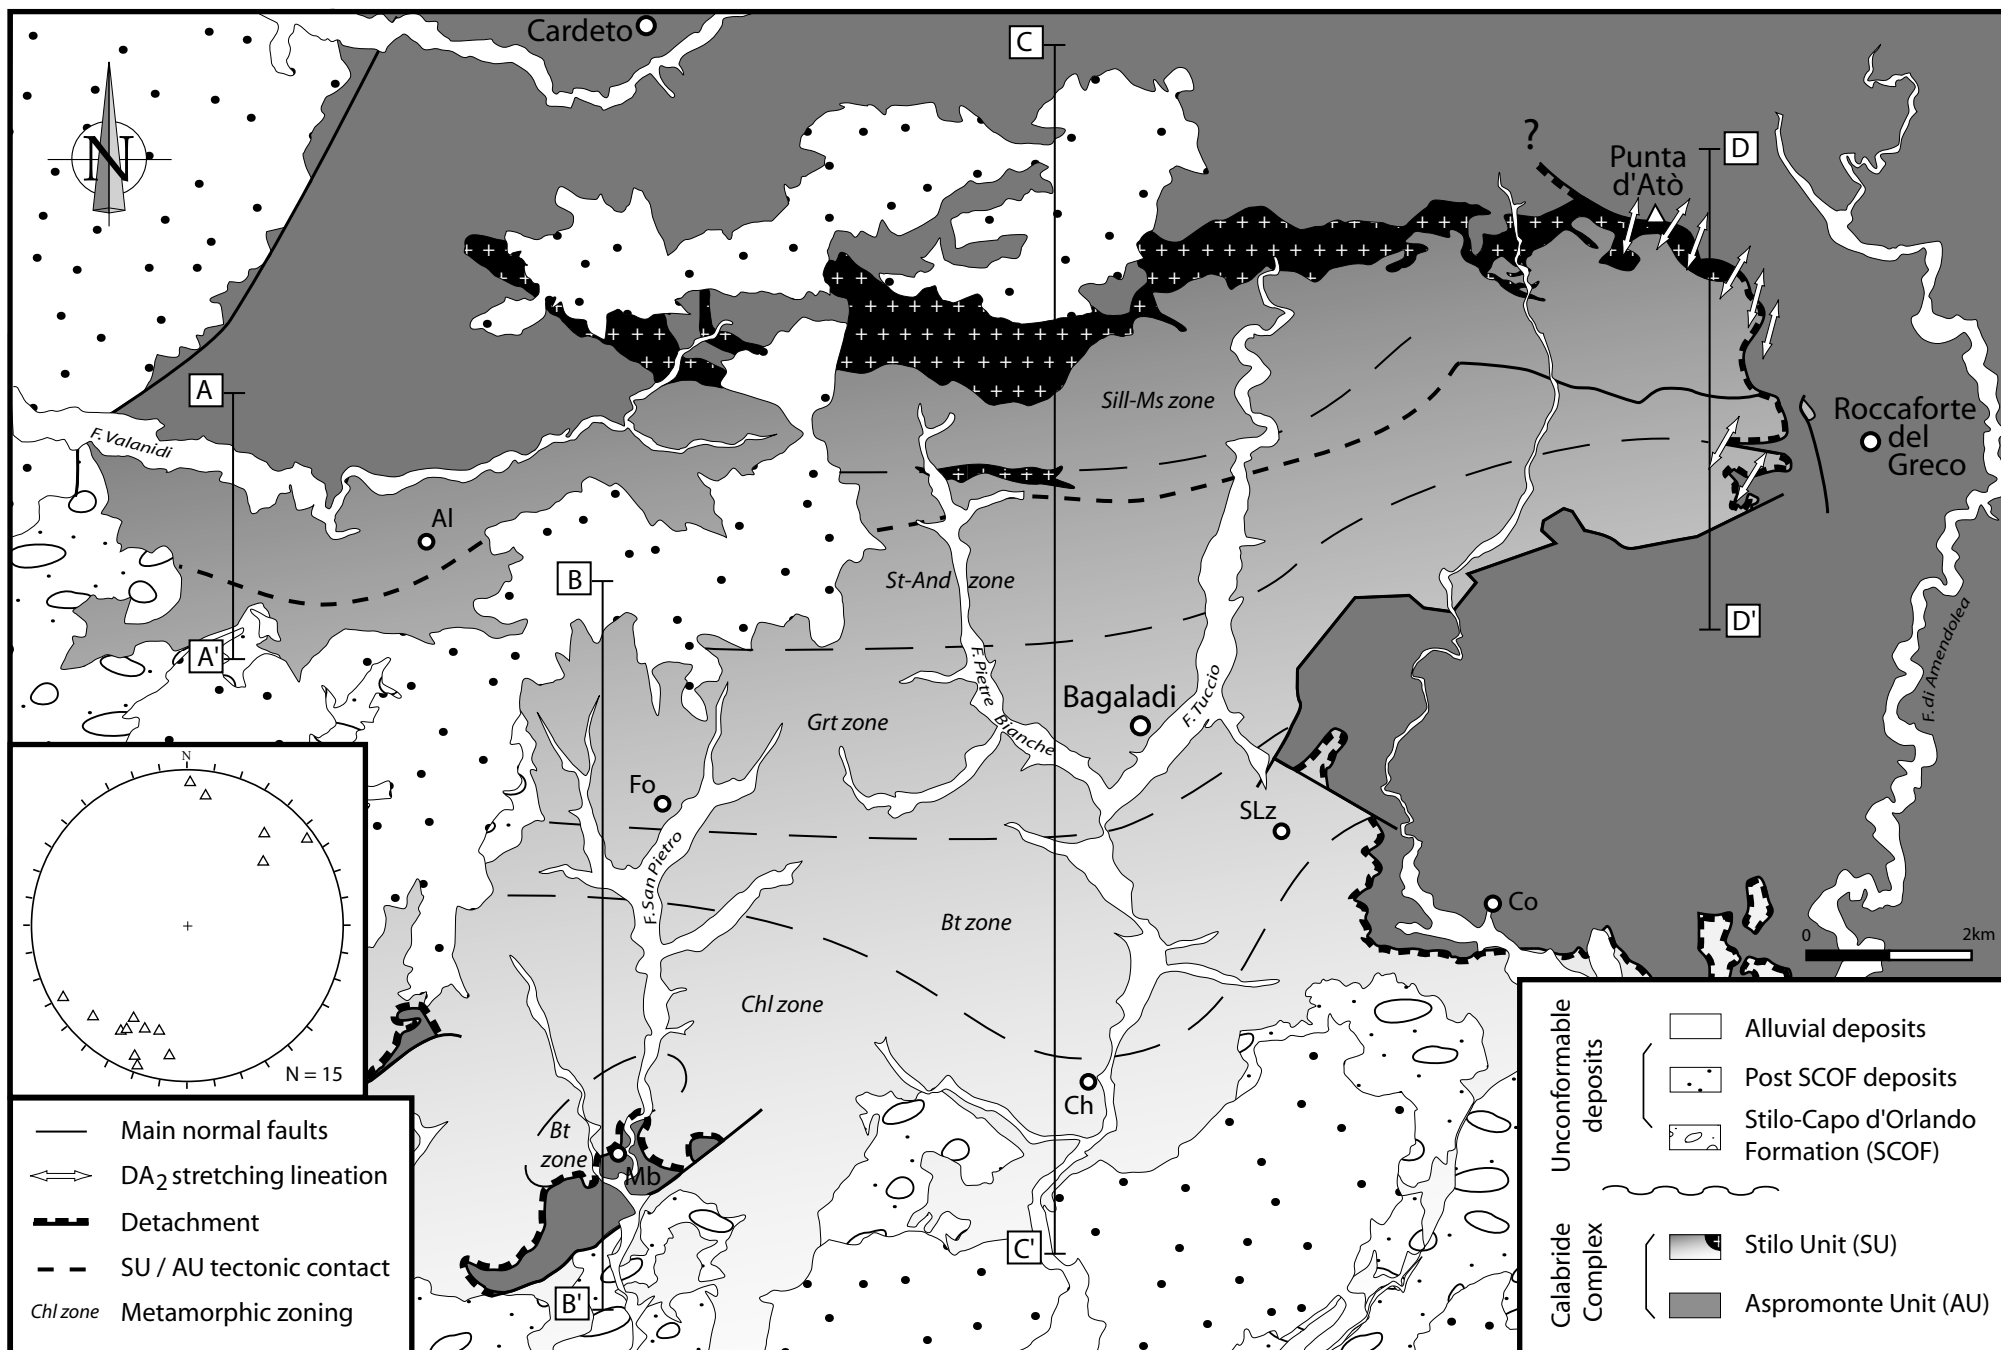 Cardeto
C
N
?
Punta
d'Atò
D
A
F. Valanidi
Sill-Ms zone
Roccaforte
del
Greco
Al
B
St-And zone
A'
D'
F. di Amendolea
F. Pietre Bianche
Bagaladi
F. Tuccio
Grt zone
Fo
SLz
F. San Pietro
Bt zone
Co
Chl zone
Ch
Bt
zone
Mb
C'
B'
0 2km
N
N = 15
Main normal faults
DA2 stretching lineation
Detachment
SU / AU tectonic contact
Chl zone Metamorphic zoning
Unconformable
deposits
Alluvial deposits
Post SCOF deposits
Stilo-Capo d'Orlando
Formation (SCOF)
Calabride
Complex
Stilo Unit (SU)
Aspromonte Unit (AU)